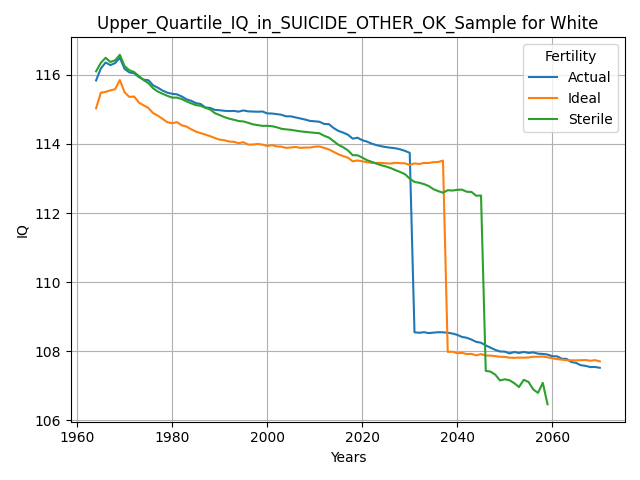 Upper_Quartile_IQ_in_SUICIDE_OTHER_OK_Sample for White
Fertility
Actual
Ideal
Sterile
116
114
112
110
108
106
IQ
1960
1980
2000
2020
2040
2060
Years